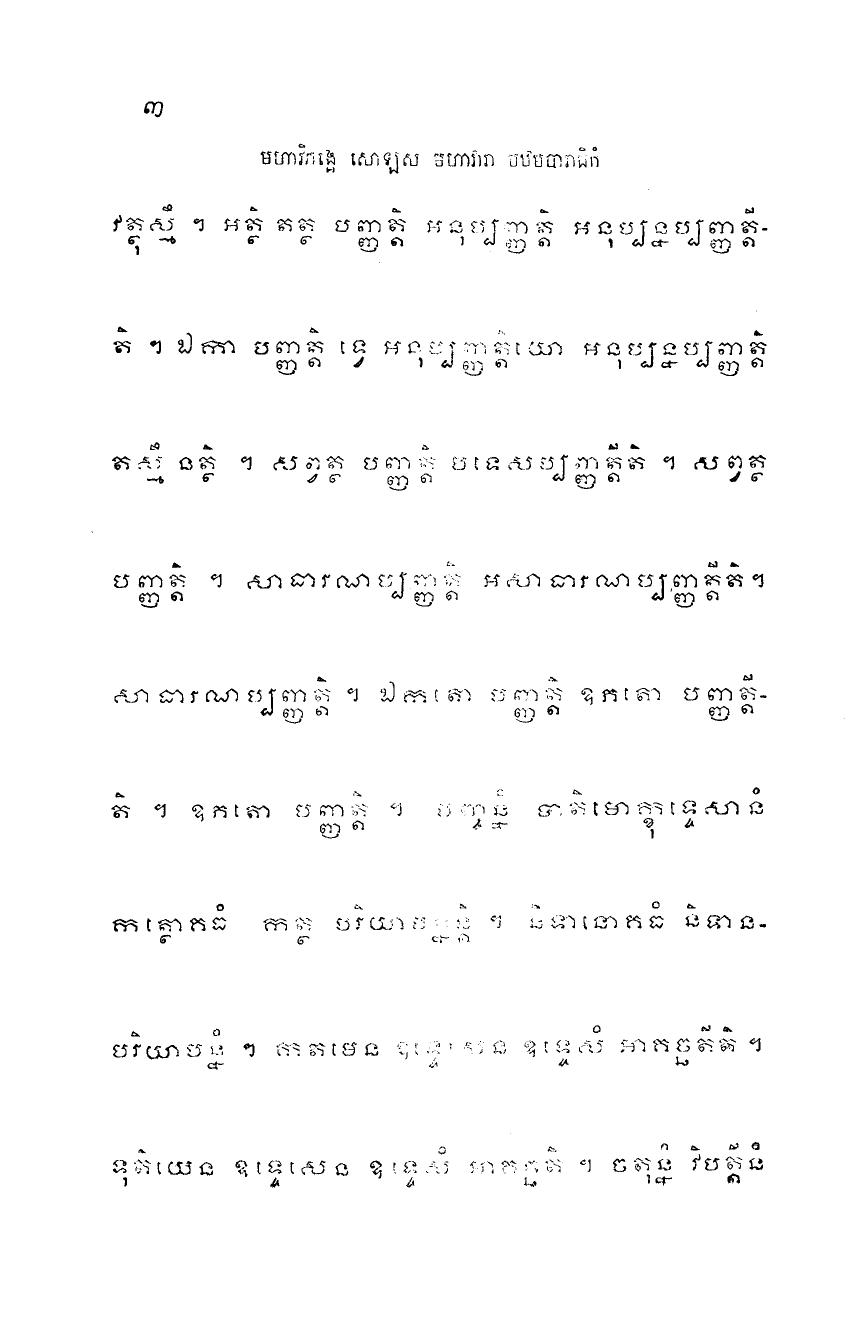 ៣
មហាវិភង្គេ សោឡស មហាវារា បឋមបារាជិកំ
វត្ថុស្មឹ ។ អត្ថិ តត្ថ បញ្ញត្តិ អនុប្បញ្ញត្តិ អនុប្បន្នប្បញ្ញត្តី-
តិ ។ ឯកា បញ្ញត្តិ ទ្វេ អនុប្បញ្ញត្តិយោ អនុប្បន្នប្បញ្ញត្តិ
តស្មឹ នត្ថិ ។ សព្វត្ថ បញ្ញត្តិ បទេសប្បញ្ញត្តីតិ ។ សព្វត្ថ
បញ្ញត្តិ ។ សាធារណប្បញ្ញត្តិ អសាធារណប្បញ្ញត្តីតិ។
សាធារណប្បញ្ញត្តិ ។ ឯកតោ បញ្ញត្តិ ឧភតោ បញ្ញត្តី-
តិ ។ ឧភតោ បញ្ញត្តិ ។ បញ្ចន្នំ បាតិមោក្ខុទ្ទេសានំ
កត្ថោគធំ កត្ថ បរិយាបន្នន្តិ ។ និទានោគធំ និទាន-
បរិយាបន្នំ ។ កតមេន ឧទ្ទេសេន ឧទ្ទេសំ អាគច្ឆតីតិ ។
ទុតិយេន ឧទ្ទេសេន ឧទ្ទេសំ អាគច្ឆតិ ។ ចតុន្នំ វិបត្តីនំ